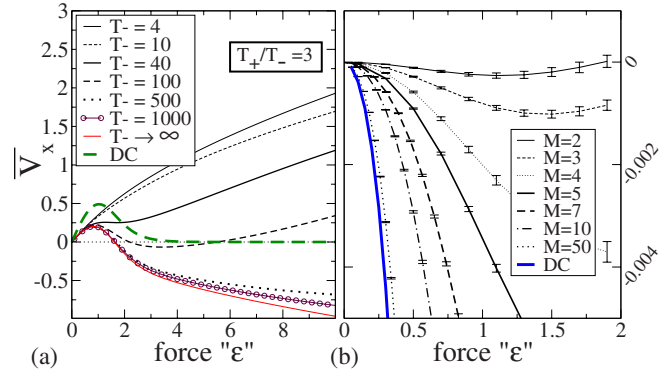 3
2.5
2
1.5
1
0.5
0
-0.5
V̅x
T- = 4
T- = 10
T- = 40
T- = 100
T- = 500
T- = 1000
T- → ∞
DC
T+/T- =3
0 2 4 6 8
(a) force "ε"
(b)
M=2
M=3
M=4
M=5
M=7
M=10
M=50
DC
0
-0.002
-0.004
0 0.5 1 1.5 2
force "ε"